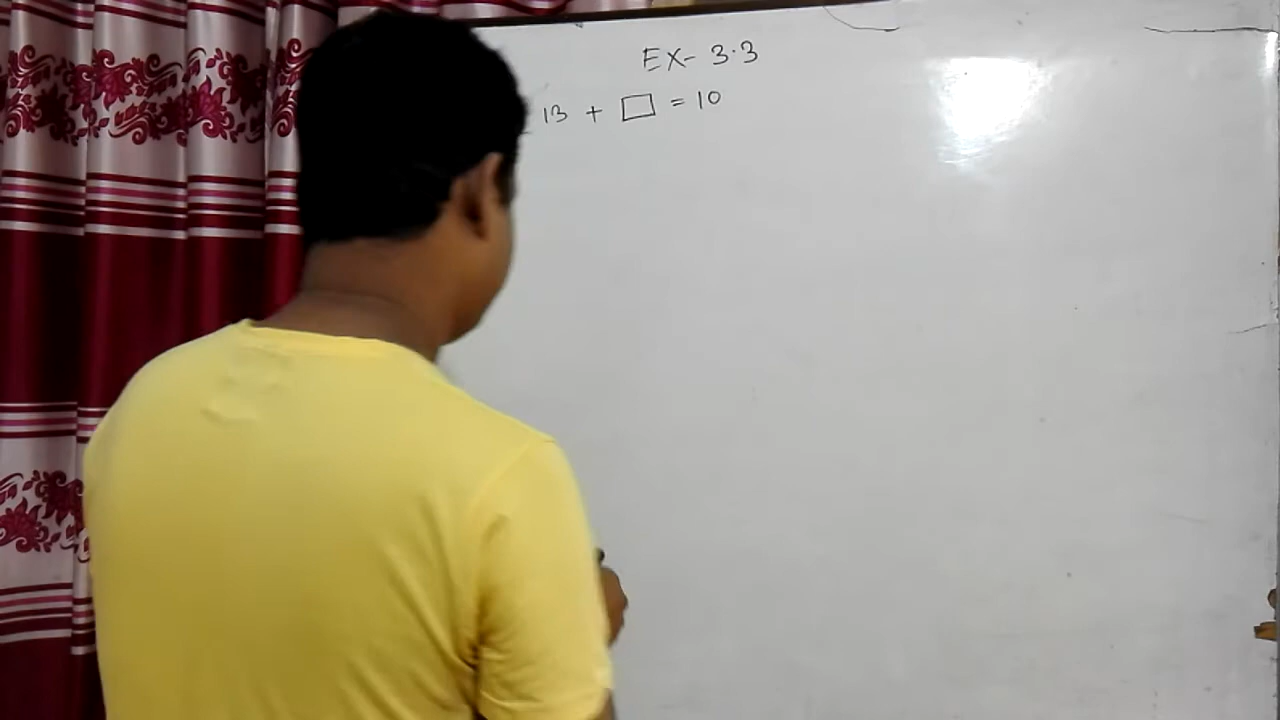 EX- 3.3
13 + □ = 10